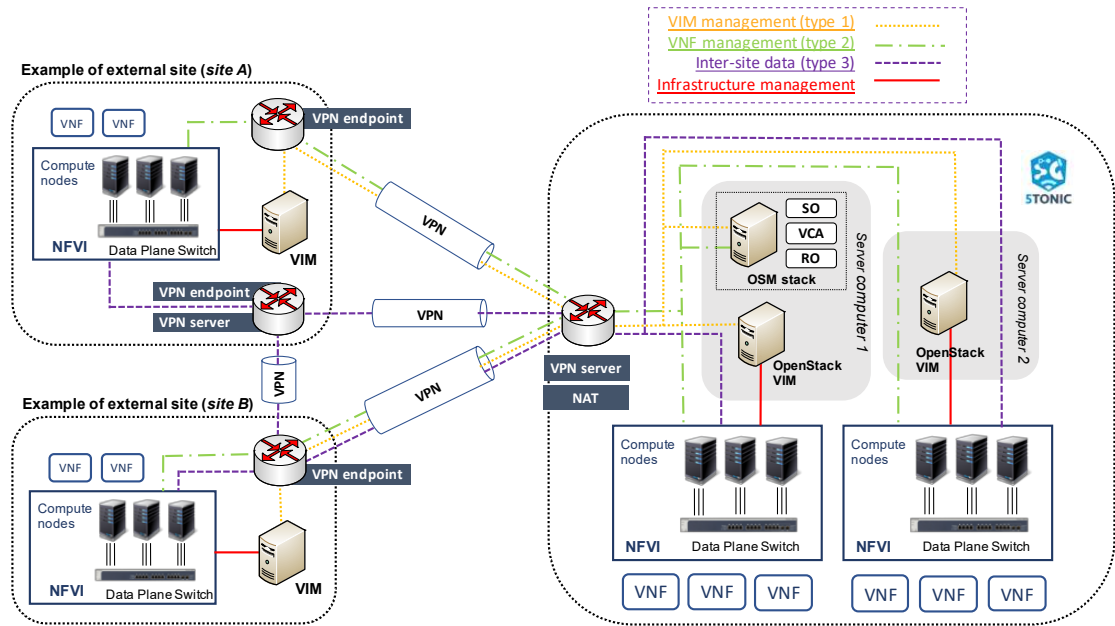 VIM management (type 1)
VNF management (type 2)
Inter-site data (type 3)
Infrastructure management
Example of external site (site A)
VNF
VNF
VPN endpoint
Compute
nodes
NFVI
Data Plane Switch
VIM
VPN
VPN endpoint
VPN server
VPN
VPN
VPN
Example of external site (site B)
VNF
VNF
VPN endpoint
Compute
nodes
NFVI
Data Plane Switch
VIM
VPN server
NAT
5TONIC
SO
VCA
RO
OSM stack
Server computer 1
OpenStack
VIM
Server computer 2
OpenStack
VIM
Compute
nodes
NFVI
Data Plane Switch
VNF
VNF
VNF
Compute
nodes
NFVI
Data Plane Switch
VNF
VNF
VNF